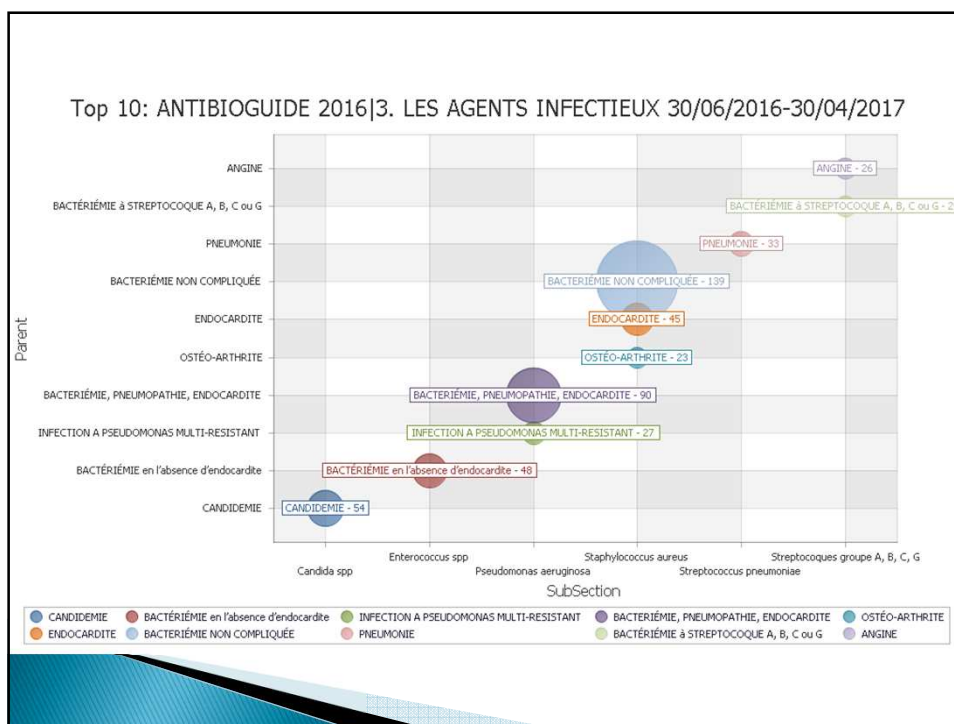 Top 10: ANTIBIOGUIDE 2016|3. LES AGENTS INFECTIEUX 30/06/2016-30/04/2017
Parent
ANGINE
ANGINE - 26
BACTÉRIÉMIE à STREPTOCOQUE A, B, C ou G
BACTÉRIÉMIE à STREPTOCOQUE A, B, C ou G - 2
PNEUMONIE
PNEUMONIE - 33
BACTERIÉMIE NON COMPLIQUÉE
BACTERIÉMIE NON COMPLIQUÉE - 139
ENDOCARDITE
ENDOCARDITE - 45
OSTÉO-ARTHRITE
OSTÉO-ARTHRITE - 23
BACTERIÉMIE, PNEUMOPATHIE, ENDOCARDITE
BACTERIÉMIE, PNEUMOPATHIE, ENDOCARDITE - 90
INFECTION A PSEUDOMONAS MULTI-RESISTANT
INFECTION A PSEUDOMONAS MULTI-RESISTANT - 27
BACTÉRIÉMIE en l'absence d'endocardite
BACTÉRIÉMIE en l'absence d'endocardite - 48
CANDIDEMIE
CANDIDEMIE - 54
Candida spp
Enterococcus spp
Pseudomonas aeruginosa
Staphylococcus aureus
Streptococcus pneumoniae
Streptocoques groupe A, B, C, G
SubSection
CANDIDEMIE
BACTÉRIÉMIE en l'absence d'endocardite
INFECTION A PSEUDOMONAS MULTI-RESISTANT
BACTERIÉMIE, PNEUMOPATHIE, ENDOCARDITE
OSTÉO-ARTHRITE
ENDOCARDITE
BACTERIÉMIE NON COMPLIQUÉE
PNEUMONIE
BACTÉRIÉMIE à STREPTOCOQUE A, B, C ou G
ANGINE